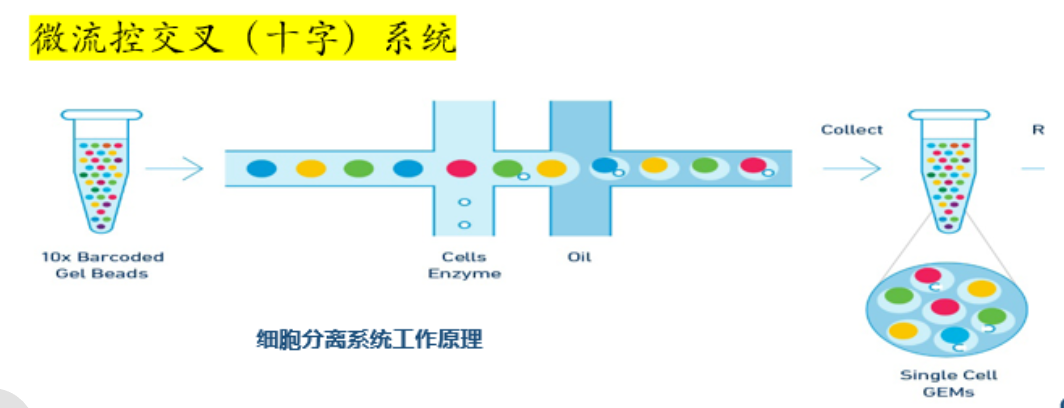 微流控交叉（十字）系统
Collect
R
10x Barcoded
Gel Beads
Cells
Enzyme
Oil
细胞分离系统工作原理
Single Cell
GEMs